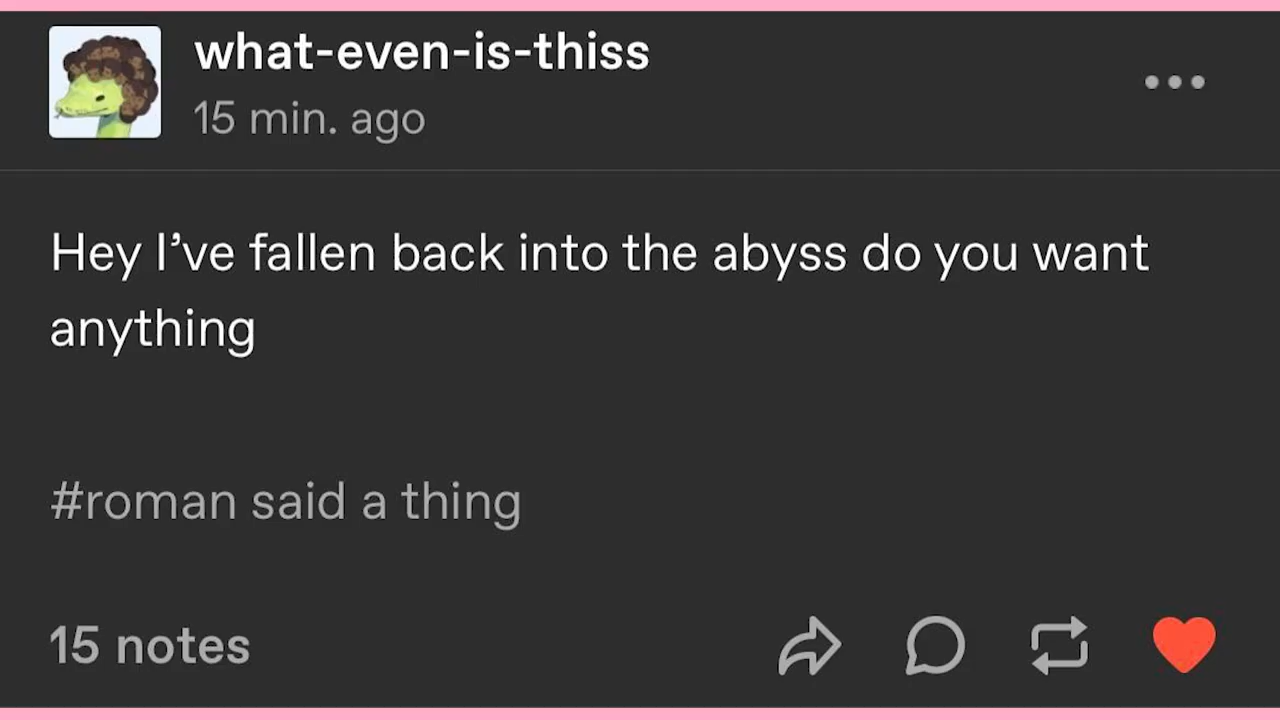 what-even-is-thiss
15 min. ago
Hey I’ve fallen back into the abyss do you want
anything
#roman said a thing
15 notes